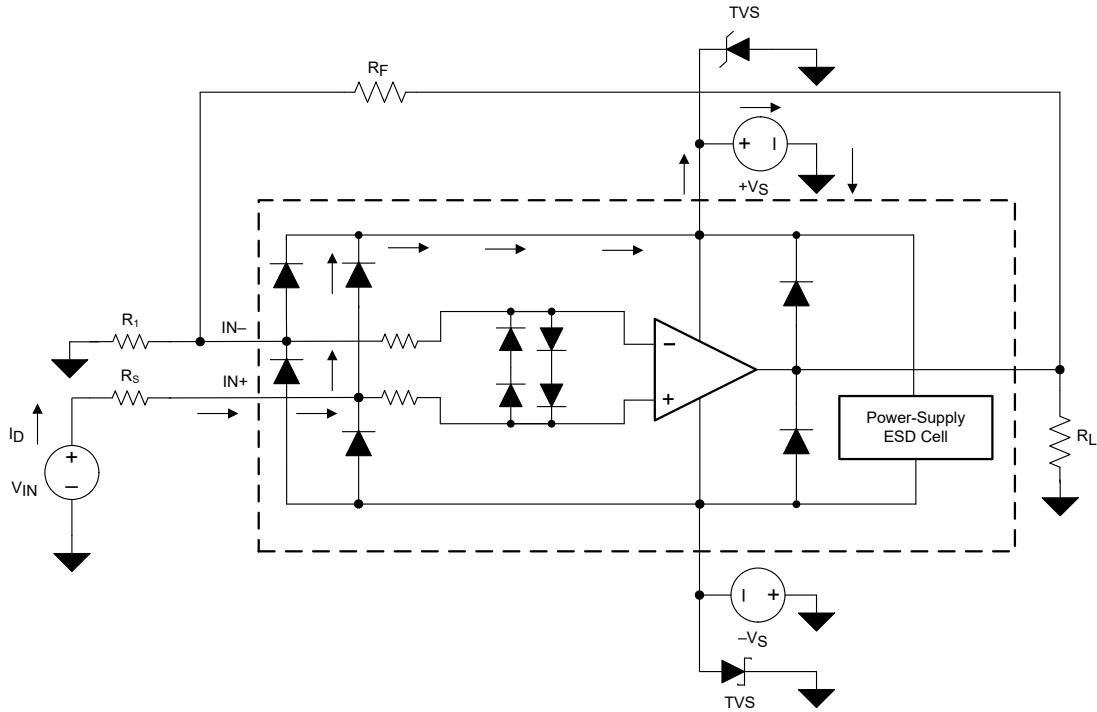 TVS
RF
+ –
+VS
R1
IN–
RS
IN+
ID
+
–
VIN
–
+
Power-Supply
ESD Cell
RL
– +
–VS
TVS